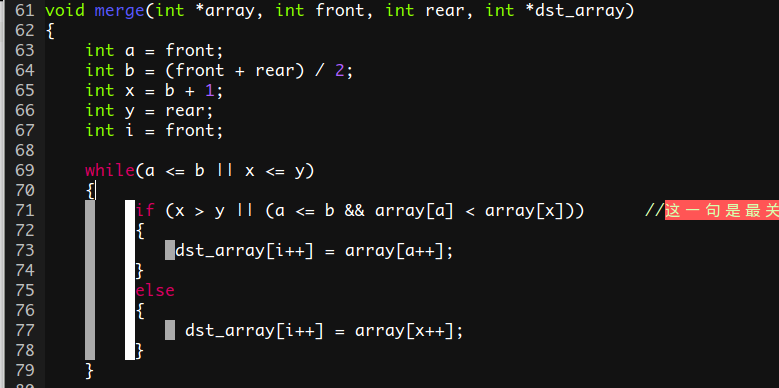 61 void merge(int *array, int front, int rear, int *dst_array)
62 {
63     int a = front;
64     int b = (front + rear) / 2;
65     int x = b + 1;
66     int y = rear;
67     int i = front;
68
69     while(a <= b || x <= y)
70     {
71         if (x > y || (a <= b && array[a] < array[x]))      //这一句是最关
72         {
73             dst_array[i++] = array[a++];
74         }
75         else
76         {
77              dst_array[i++] = array[x++];
78         }
79     }